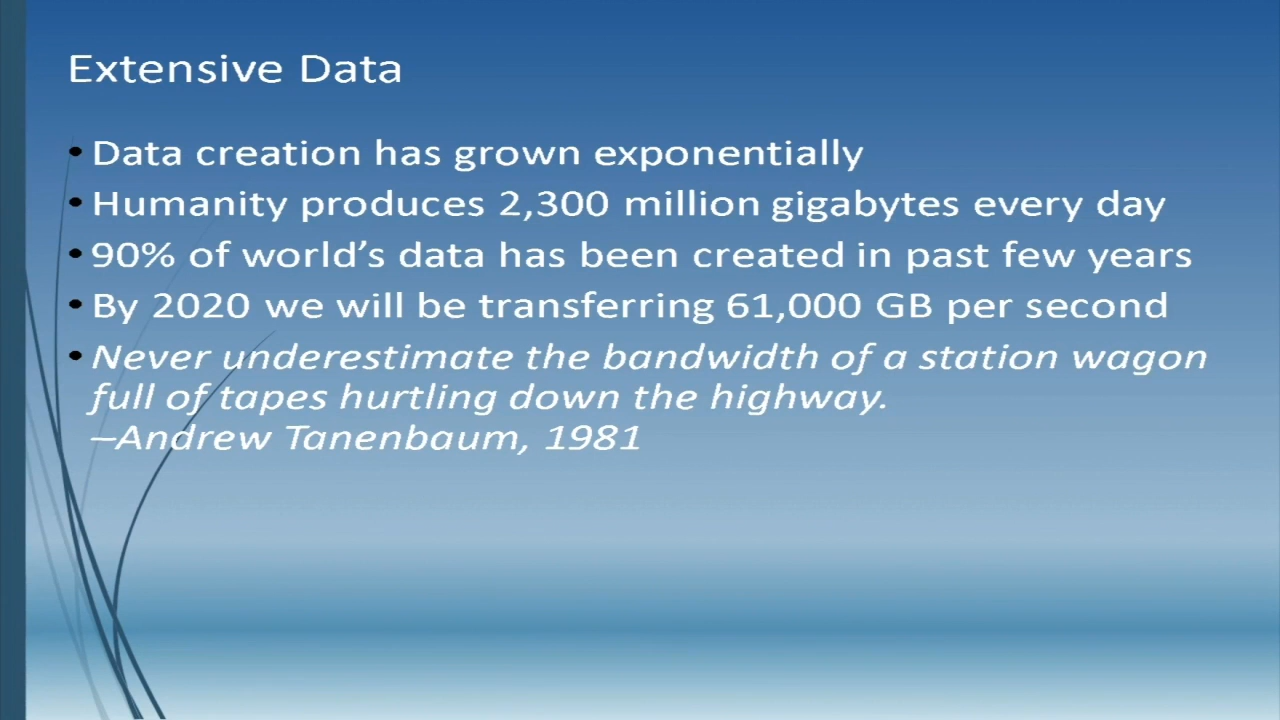 Extensive Data
• Data creation has grown exponentially
• Humanity produces 2,300 million gigabytes every day
• 90% of world’s data has been created in past few years
• By 2020 we will be transferring 61,000 GB per second
• Never underestimate the bandwidth of a station wagon
full of tapes hurtling down the highway.
–Andrew Tanenbaum, 1981